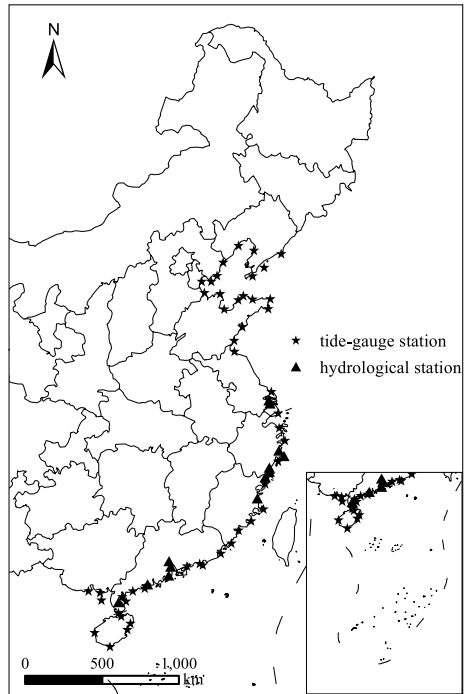 N
tide-gauge station
hydrological station
0 500 1,000
km